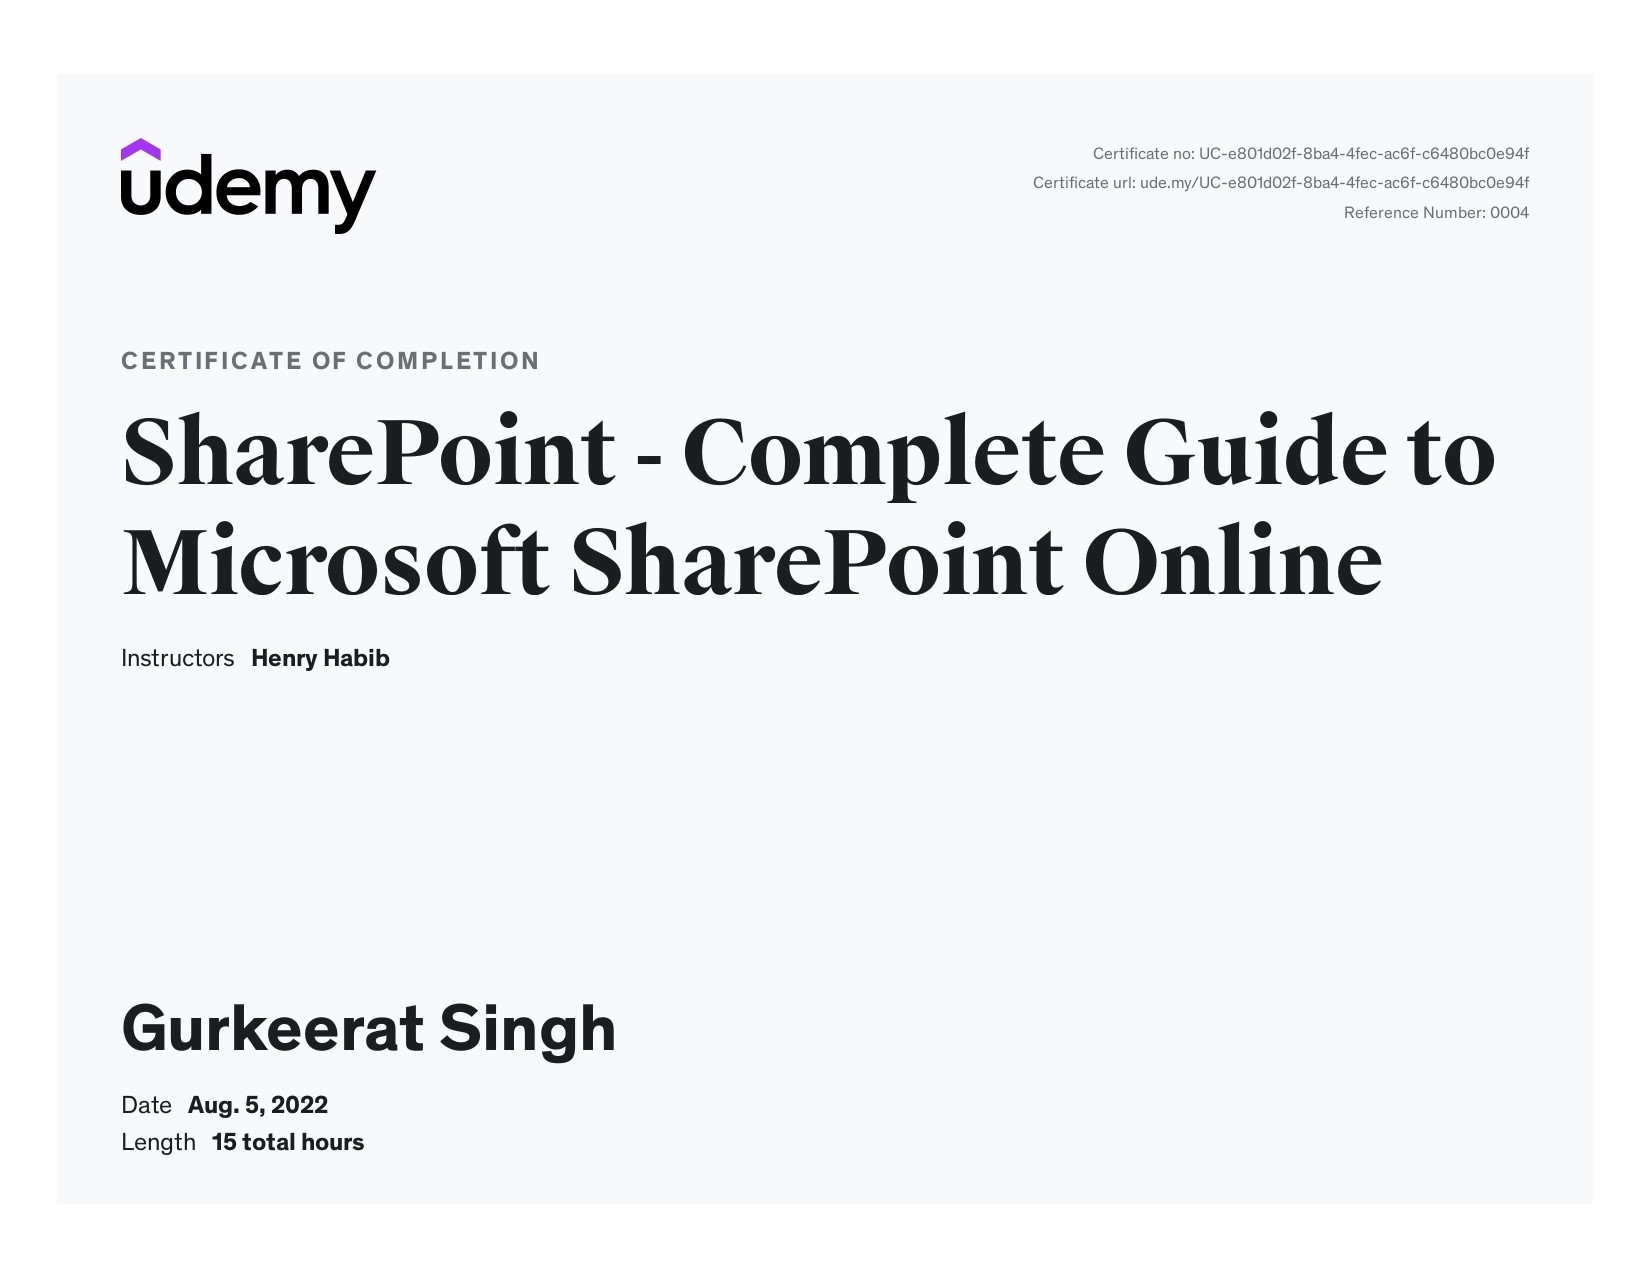 udemy
Certificate no: UC-e801d02f-8ba4-4fec-ac6f-c6480bc0e94f
Certificate url: ude.my/UC-e801d02f-8ba4-4fec-ac6f-c6480bc0e94f
Reference Number: 0004
CERTIFICATE OF COMPLETION
SharePoint - Complete Guide to
Microsoft SharePoint Online
Instructors Henry Habib
Gurkeerat Singh
Date Aug. 5, 2022
Length 15 total hours